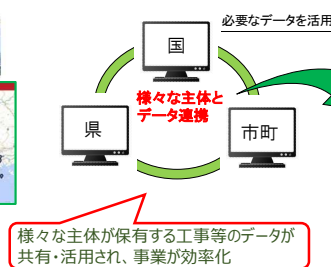 必要なデータを活用
国
様々な主体と
データ連携
県
市町
様々な主体が保有する工事等のデータが
共有・活用され、事業が効率化